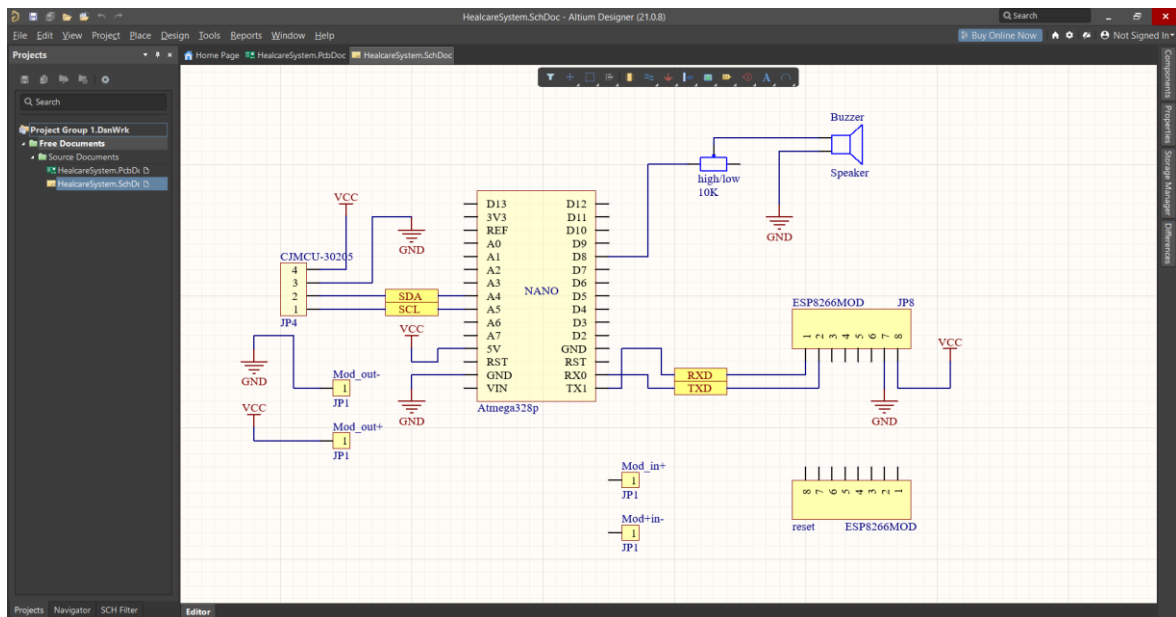 HealcareSystem.SchDoc - Altium Designer (21.0.8)
Search
File Edit View Project Place Design Tools Reports Window Help
Buy Online Now
Not Signed In
Projects
Home Page
HealcareSystem.PcbDoc
HealcareSystem.SchDoc
Search
Project Group 1.DsnWrk
Free Documents
Source Documents
HealcareSystem.PcbDc
HealcareSystem.SchDc
Components
Properties
Storage Manager
Differences
A
Buzzer
Speaker
high/low
10K
GND
VCC
GND
CJMCU-30205
4
3
2
1
JP4
SDA
SCL
VCC
GND
GND
Mod_out-
1
JP1
VCC
Mod_out+
1
JP1
D13
3V3
REF
A0
A1
A2
A3
A4
A5
A6
A7
5V
RST
GND
VIN
NANO
D12
D11
D10
D9
D8
D7
D6
D5
D4
D3
D2
GND
RST
RX0
TX1
Atmega328p
RXD
TXD
ESP8266MOD JP8
1 2 3 4 5 6 7 8
VCC
GND
Mod_in+
1
JP1
Mod+in-
1
JP1
8 7 6 5 4 3 2 1
reset ESP8266MOD
Projects Navigator SCH Filter
Editor